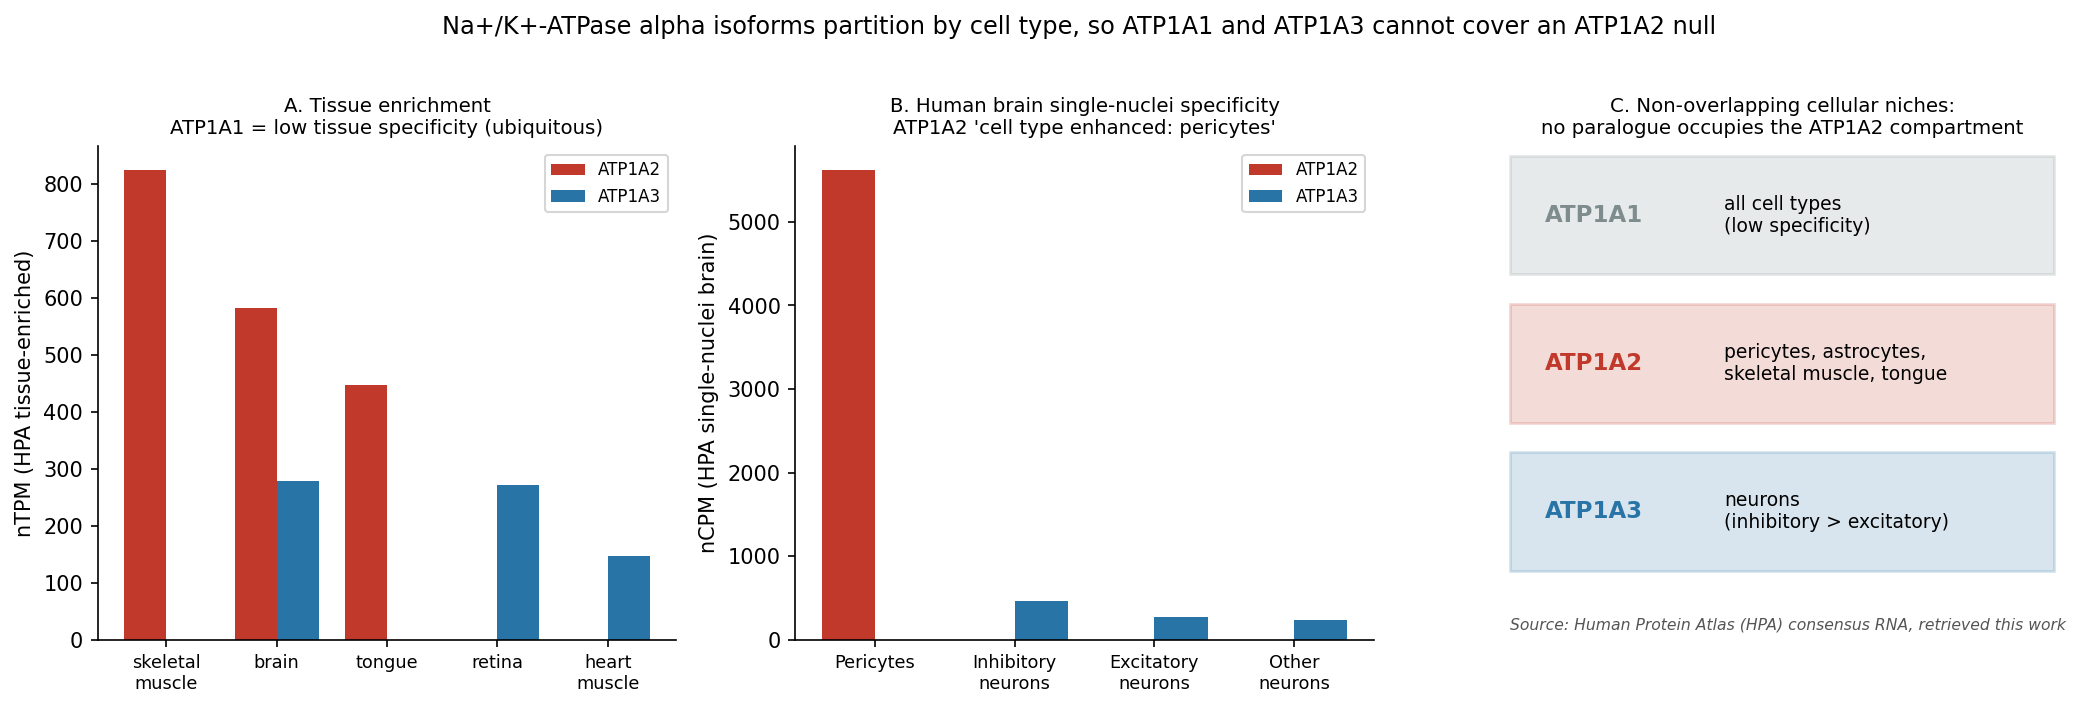 Na+/K+-ATPase alpha isoforms partition by cell type, so ATP1A1 and ATP1A3 cannot cover an ATP1A2 null
A. Tissue enrichment
ATP1A1 = low tissue specificity (ubiquitous)
nTPM (HPA tissue-enriched)
800
700
600
500
400
300
200
100
0
ATP1A2
ATP1A3
skeletal
muscle
brain
tongue
retina
heart
muscle
B. Human brain single-nuclei specificity
ATP1A2 'cell type enhanced: pericytes'
nCPM (HPA single-nuclei brain)
5000
4000
3000
2000
1000
0
ATP1A2
ATP1A3
Pericytes
Inhibitory
neurons
Excitatory
neurons
Other
neurons
C. Non-overlapping cellular niches:
no paralogue occupies the ATP1A2 compartment
ATP1A1
all cell types
(low specificity)
ATP1A2
pericytes, astrocytes,
skeletal muscle, tongue
ATP1A3
neurons
(inhibitory > excitatory)
Source: Human Protein Atlas (HPA) consensus RNA, retrieved this work